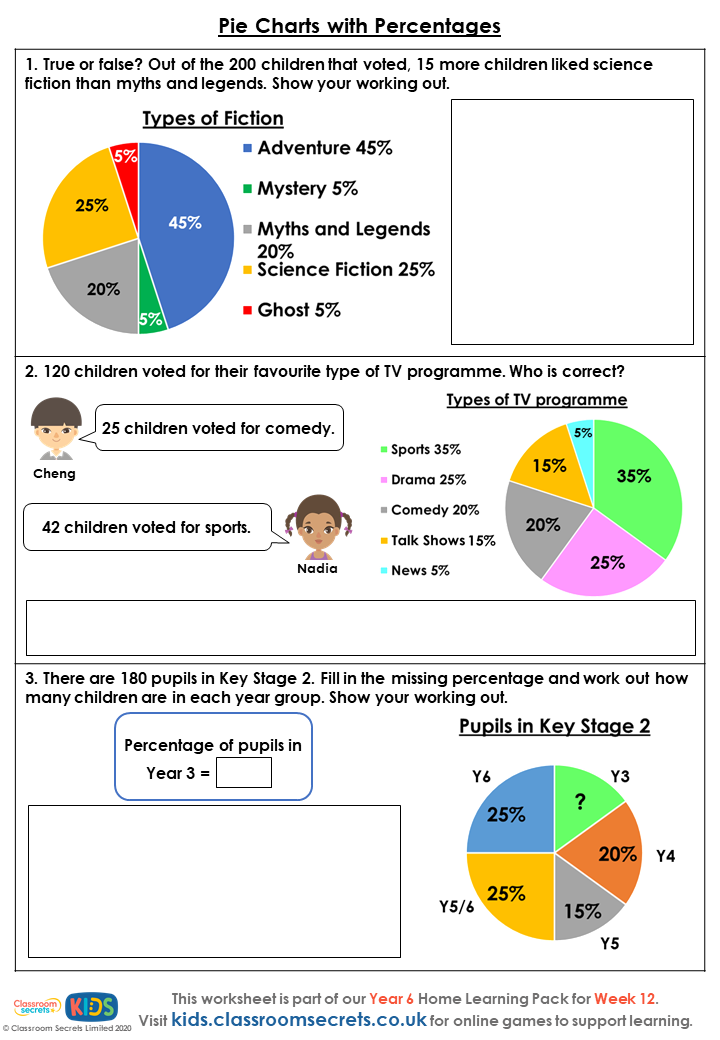 Pie Charts with Percentages
1. True or false? Out of the 200 children that voted, 15 more children liked science
fiction than myths and legends. Show your working out.
Types of Fiction
5%
25%
45%
20%
5%
Adventure 45%
Mystery 5%
Myths and Legends
20%
Science Fiction 25%
Ghost 5%
2. 120 children voted for their favourite type of TV programme. Who is correct?
25 children voted for comedy.
Cheng
42 children voted for sports.
Nadia
Types of TV programme
Sports 35%
Drama 25%
Comedy 20%
Talk Shows 15%
News 5%
5%
15%
35%
20%
25%
3. There are 180 pupils in Key Stage 2. Fill in the missing percentage and work out how
many children are in each year group. Show your working out.
Percentage of pupils in
Year 3 =
Pupils in Key Stage 2
Y6
Y3
25%
?
20%
Y4
25%
Y5/6
15%
Y5
Classroom
secrets
KIDS
© Classroom Secrets Limited 2020
This worksheet is part of our Year 6 Home Learning Pack for Week 12.
Visit kids.classroomsecrets.co.uk for online games to support learning.